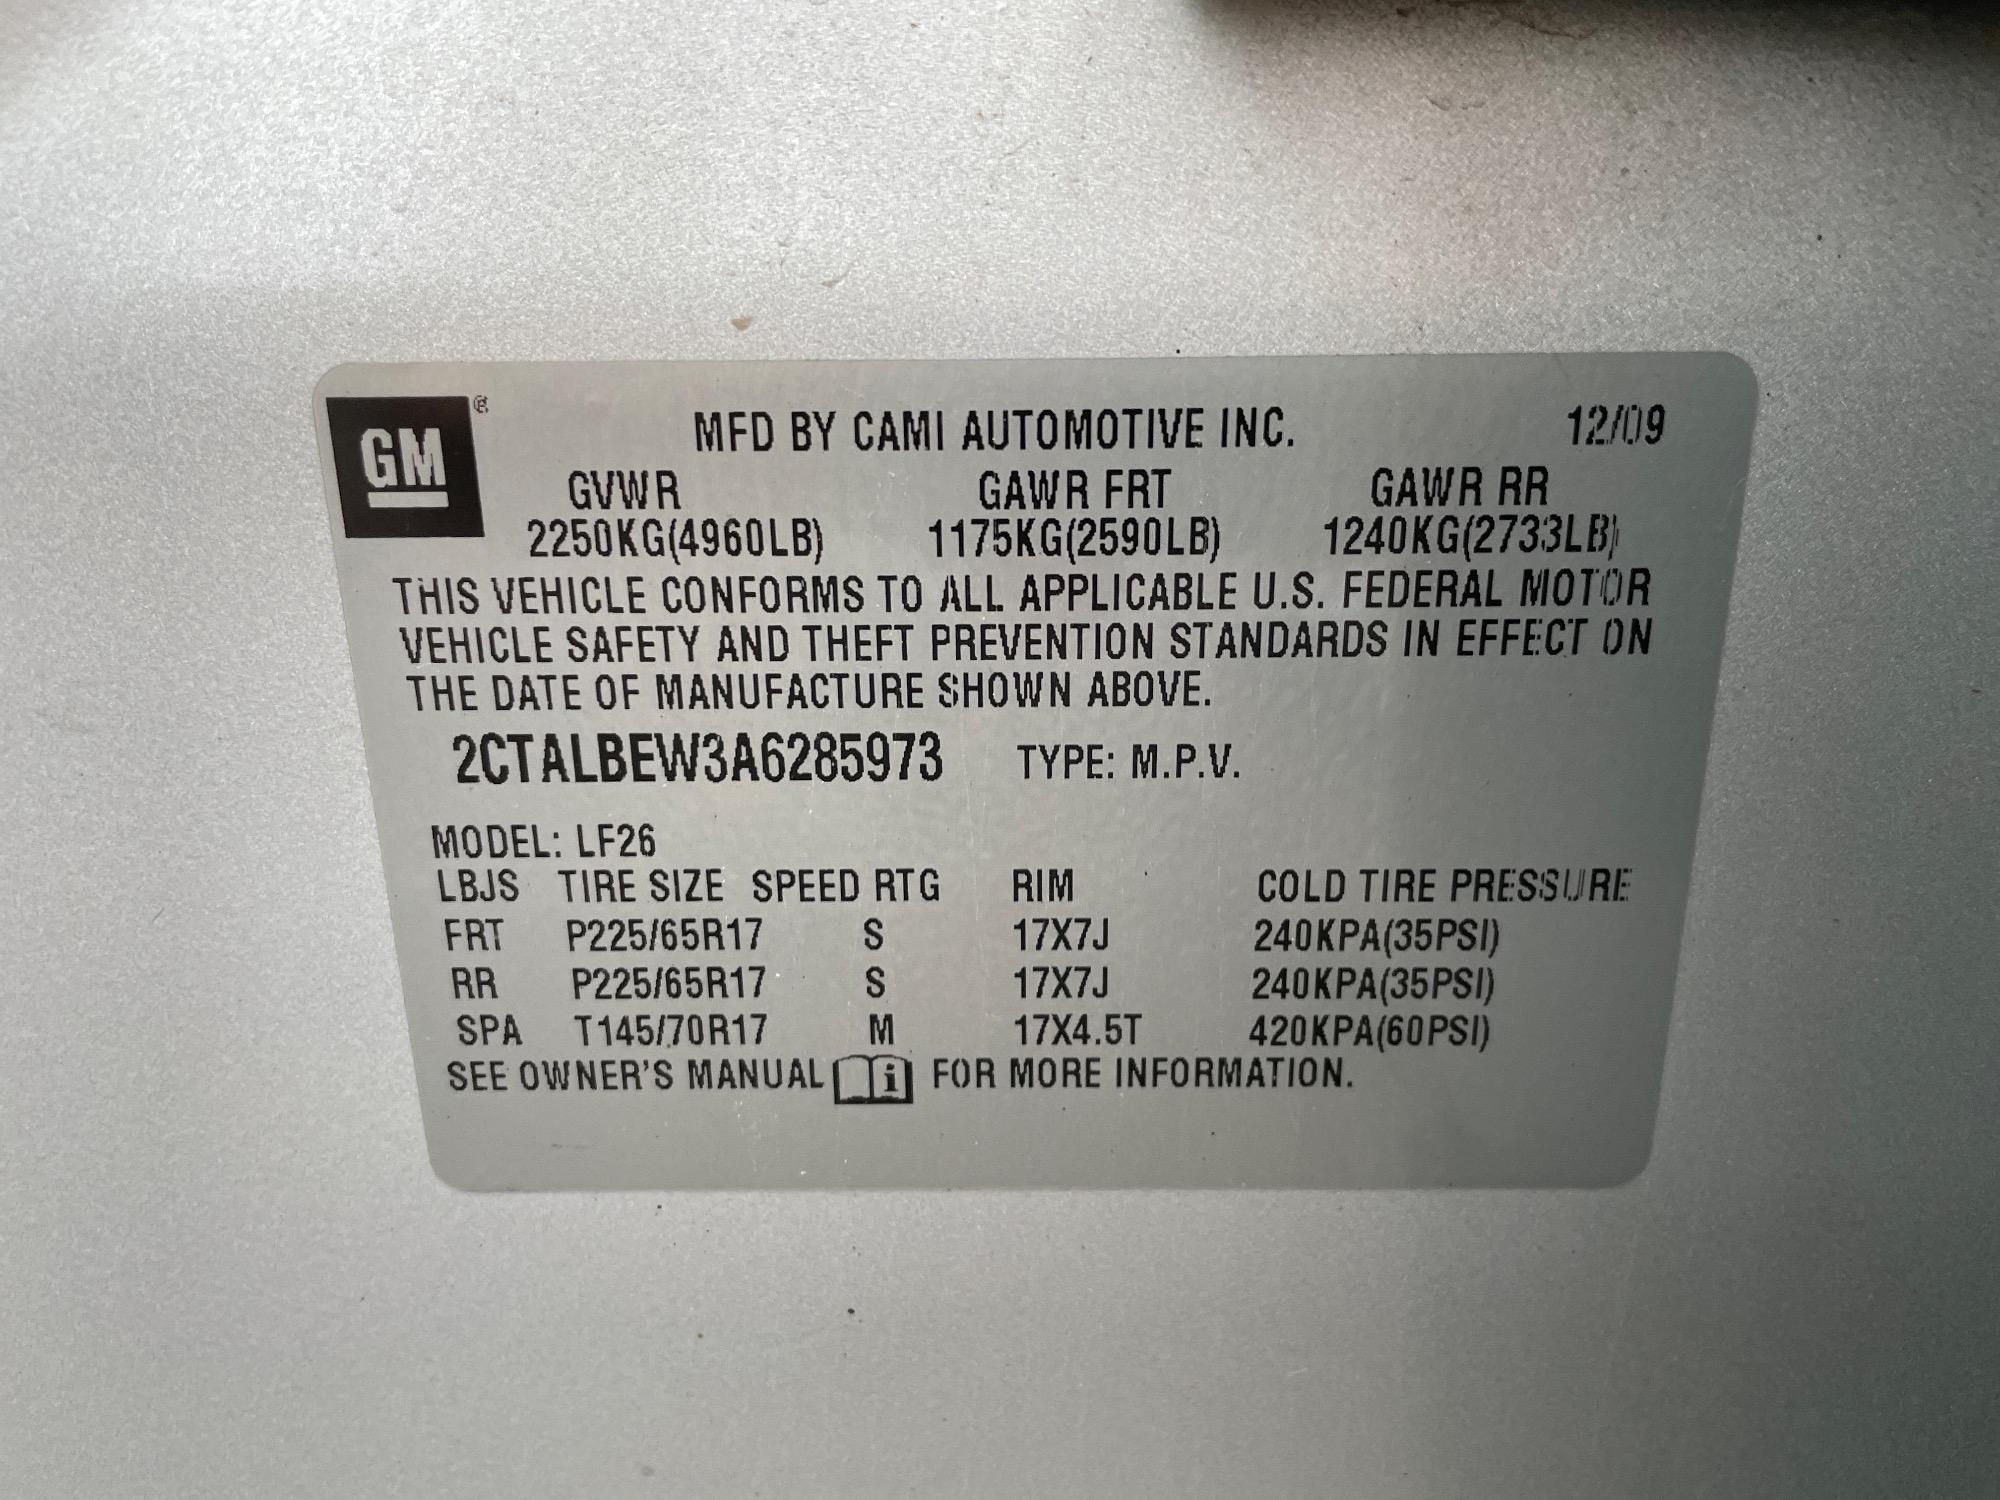 GM ®
MFD BY CAMI AUTOMOTIVE INC. 12/09
GVWR GAWR FRT GAWR RR
2250KG(4960LB) 1175KG(2590LB) 1240KG(2733LB)
THIS VEHICLE CONFORMS TO ALL APPLICABLE U.S. FEDERAL MOTOR
VEHICLE SAFETY AND THEFT PREVENTION STANDARDS IN EFFECT ON
THE DATE OF MANUFACTURE SHOWN ABOVE.
2CTALBEW3A6285973 TYPE: M.P.V.
MODEL: LF26
LBJS TIRE SIZE SPEED RTG RIM COLD TIRE PRESSURE
FRT P225/65R17 S 17X7J 240KPA(35PSI)
RR P225/65R17 S 17X7J 240KPA(35PSI)
SPA T145/70R17 M 17X4.5T 420KPA(60PSI)
SEE OWNER'S MANUAL i FOR MORE INFORMATION.